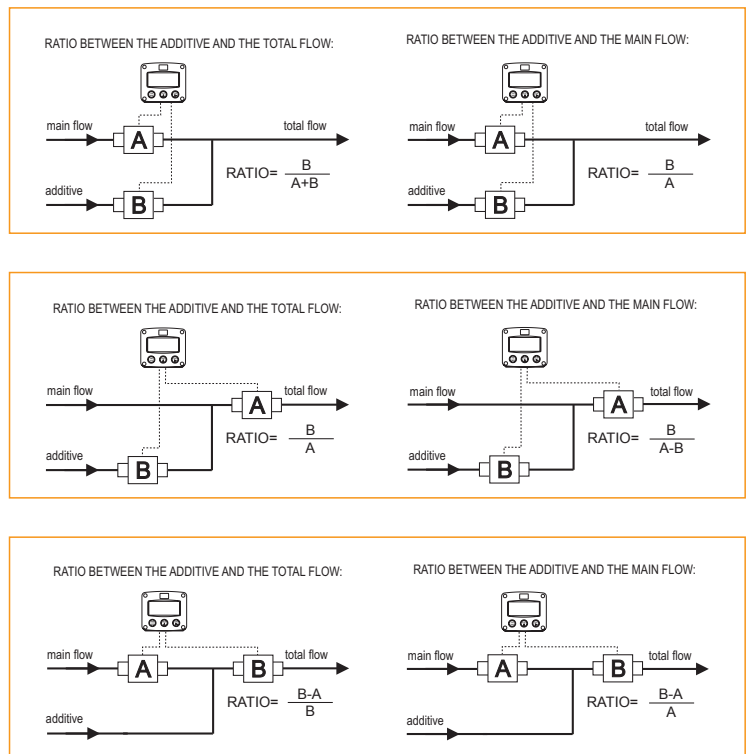 RATIO BETWEEN THE ADDITIVE AND THE TOTAL FLOW:
main flow
A
total flow
RATIO= B
A+B
additive
B
RATIO BETWEEN THE ADDITIVE AND THE MAIN FLOW:
main flow
A
total flow
RATIO= B
A
additive
B
RATIO BETWEEN THE ADDITIVE AND THE TOTAL FLOW:
main flow
A
total flow
RATIO= B
A
additive
B
RATIO BETWEEN THE ADDITIVE AND THE MAIN FLOW:
main flow
A
total flow
RATIO= B
A-B
additive
B
RATIO BETWEEN THE ADDITIVE AND THE TOTAL FLOW:
main flow
A
B
total flow
RATIO= B-A
B
additive
RATIO BETWEEN THE ADDITIVE AND THE MAIN FLOW:
main flow
A
B
total flow
RATIO= B-A
A
additive